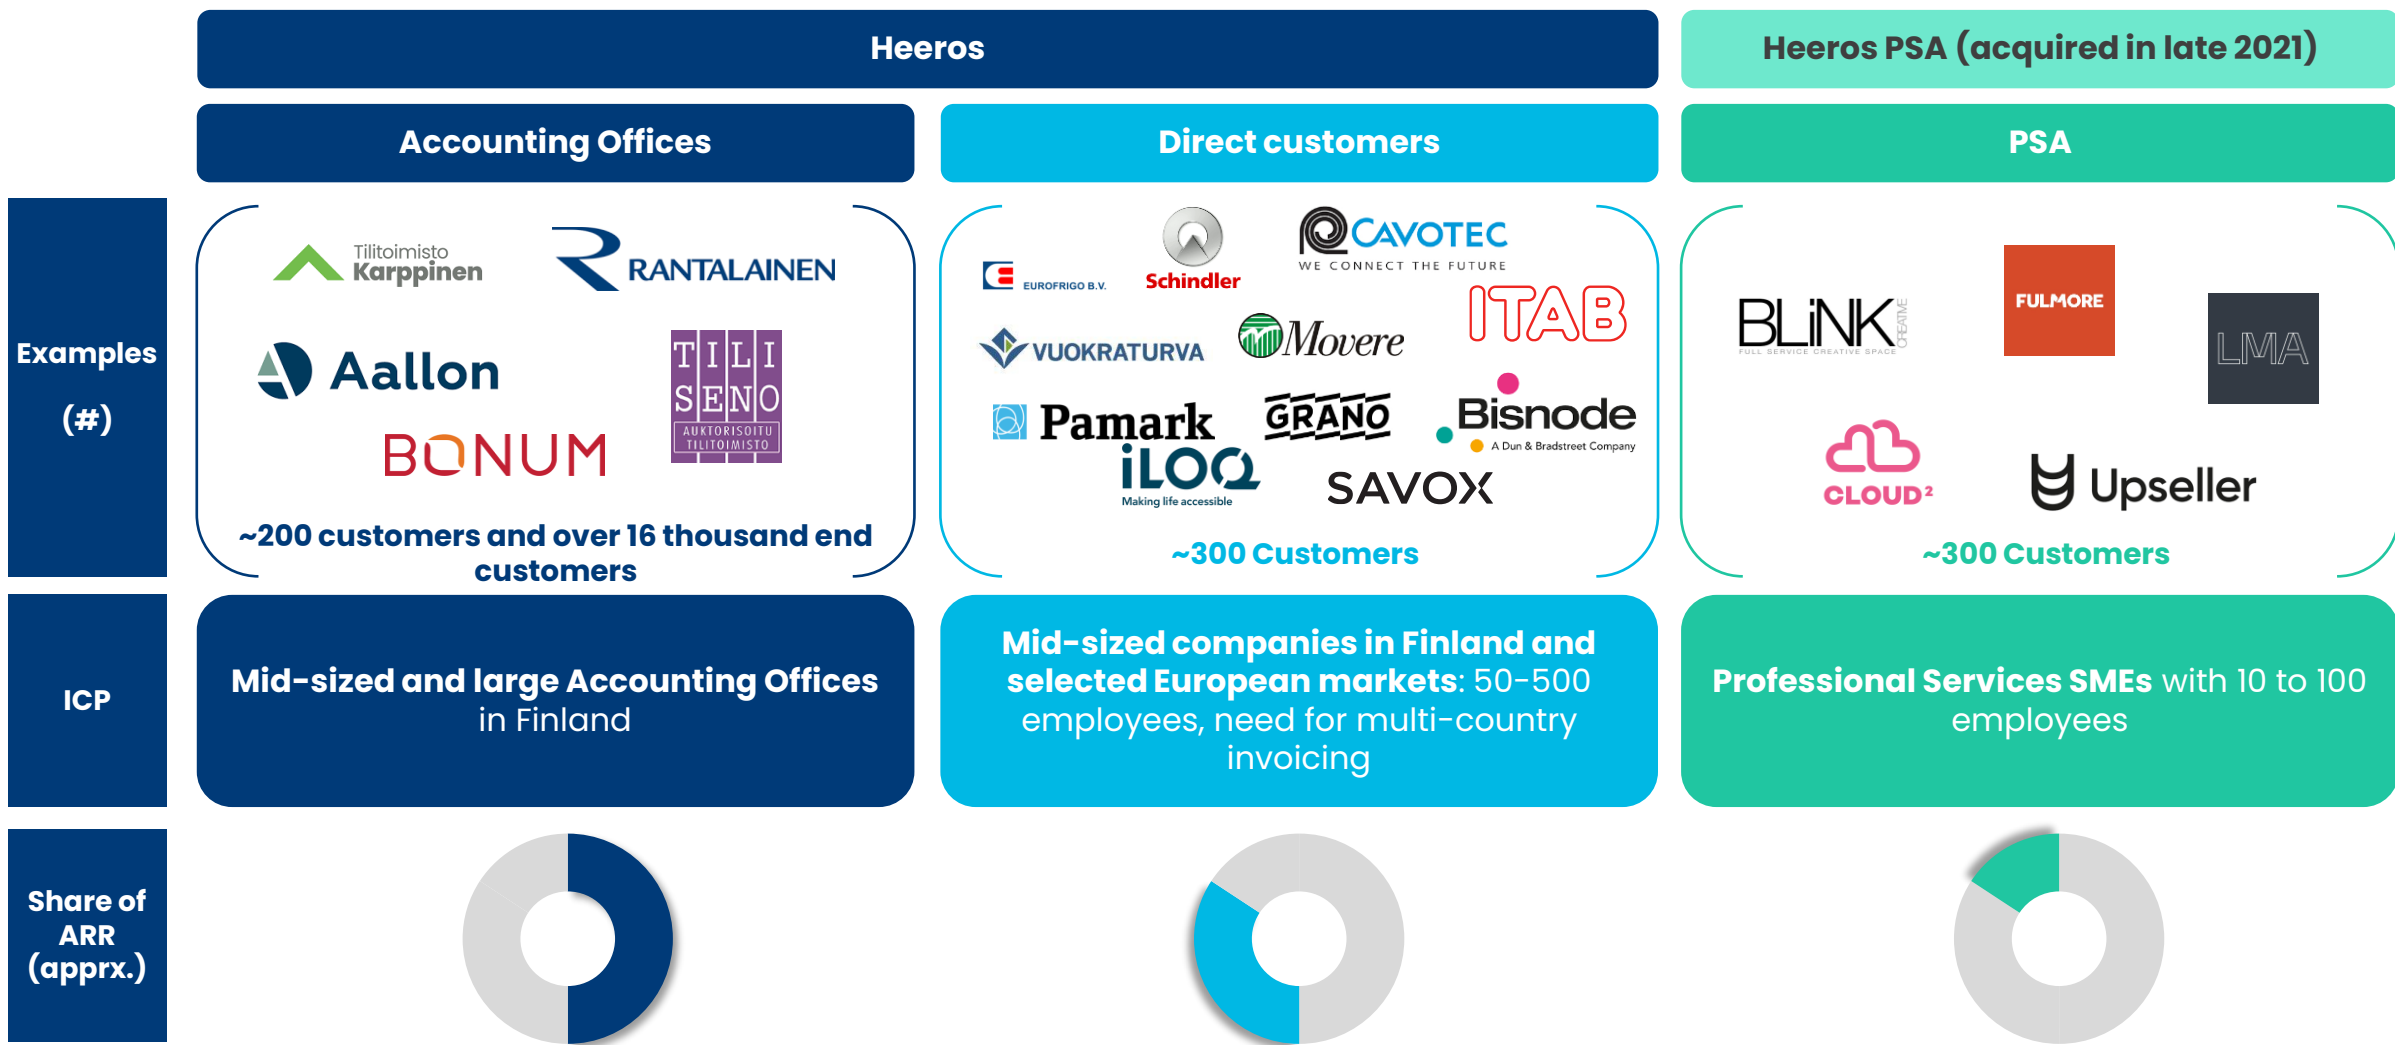 Heeros
Heeros PSA (acquired in late 2021)
Accounting Offices
Direct customers
PSA
Examples
(#)
Tilitoimisto
Karppinen
RANTALAINEN
Aallon
TILI
SENO
AUKTORISOITU
TILITOIMISTO
BONUM
~200 customers and over 16 thousand end
customers
Schindler
CAVOTEC
WE CONNECT THE FUTURE
EUROFRIGO B.V.
ITAB
VUOKRATURVA
Movere
Pamark
GRANO
Bisnode
A Dun & Bradstreet Company
iLOQ
Making life accessible
SAVOX
~300 Customers
BLiNK
CREATIVE
FULL SERVICE CREATIVE SPACE
FULMORE
LMA
CLOUD²
Upseller
~300 Customers
ICP
Mid-sized and large Accounting Offices
in Finland
Mid-sized companies in Finland and
selected European markets: 50-500
employees, need for multi-country
invoicing
Professional Services SMEs with 10 to 100
employees
Share of
ARR
(apprx.)